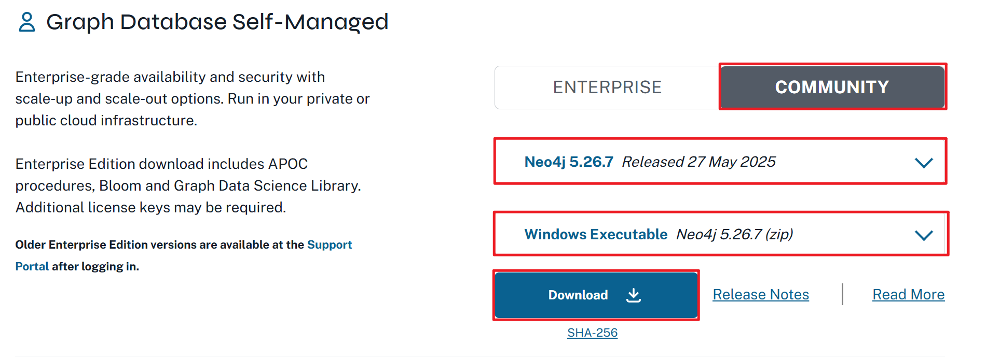 Graph Database Self-Managed
Enterprise-grade availability and security with
scale-up and scale-out options. Run in your private or
public cloud infrastructure.
Enterprise Edition download includes APOC
procedures, Bloom and Graph Data Science Library.
Additional license keys may be required.
Older Enterprise Edition versions are available at the Support
Portal after logging in.
ENTERPRISE COMMUNITY
Neo4j 5.26.7 Released 27 May 2025
Windows Executable Neo4j 5.26.7 (zip)
Download Release Notes | Read More
SHA-256